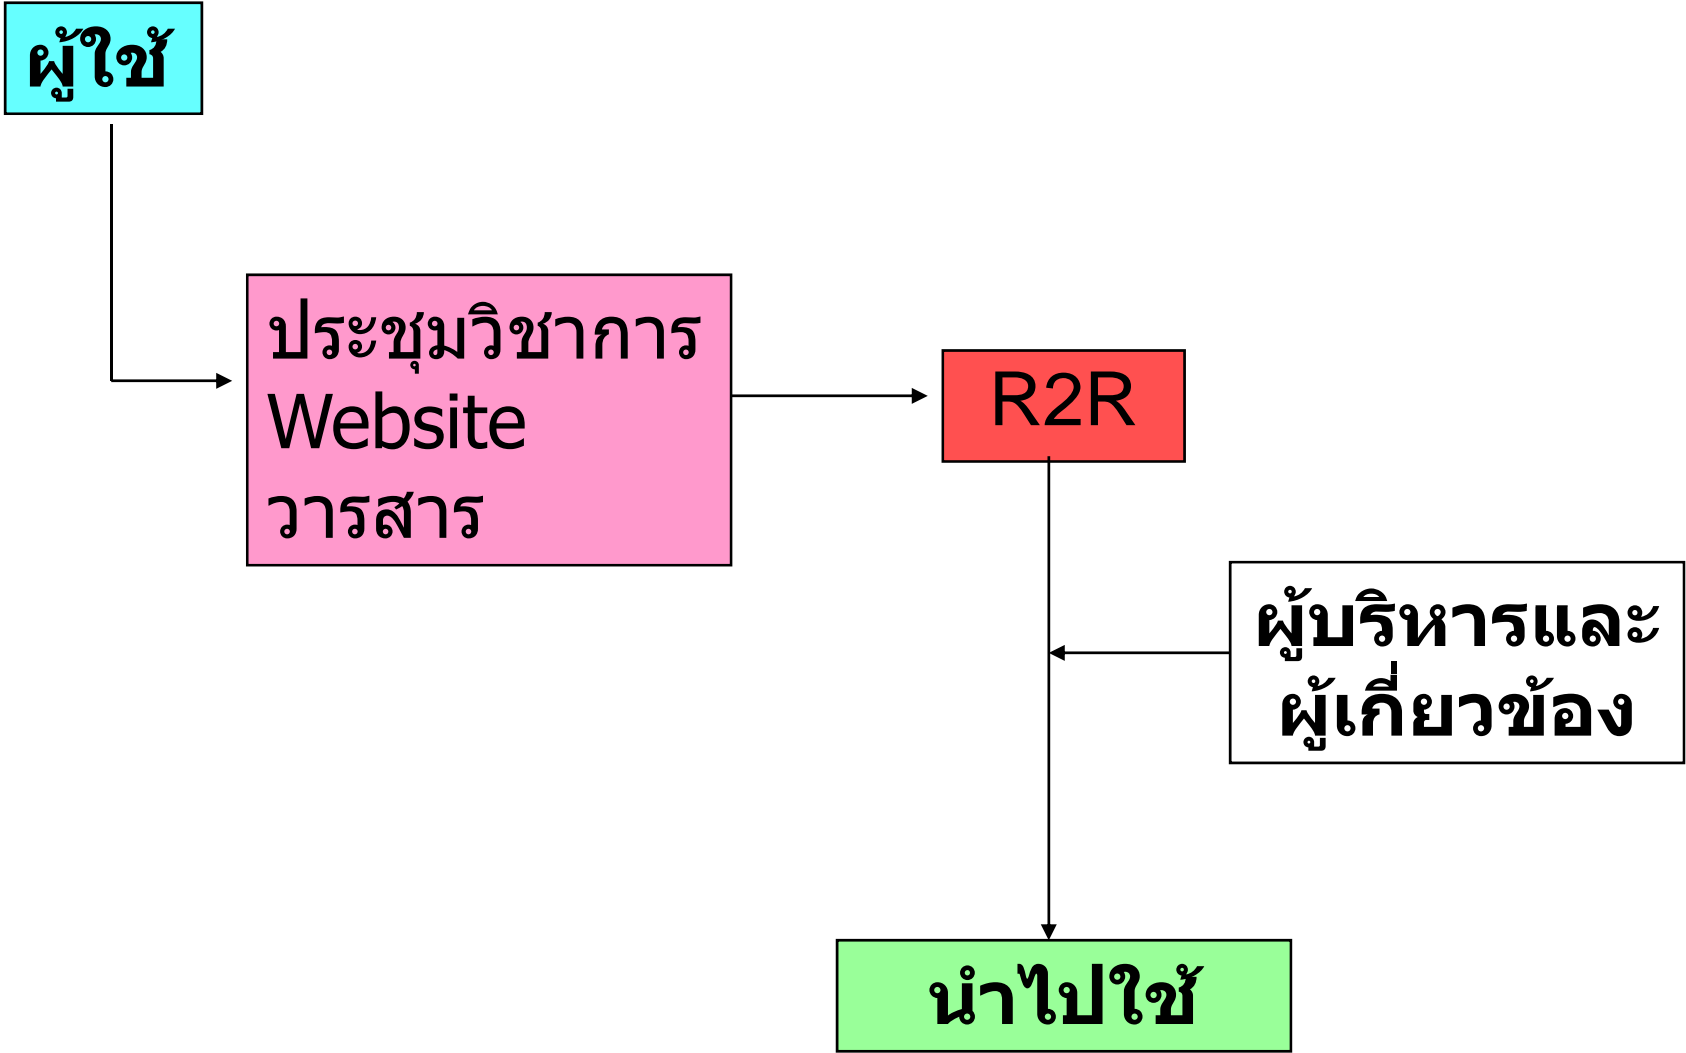 ผู้ใช้
ประชุมวิชาการ
Website
วารสาร
R2R
ผู้บริหารและ
ผู้เกี่ยวข้อง
นำไปใช้